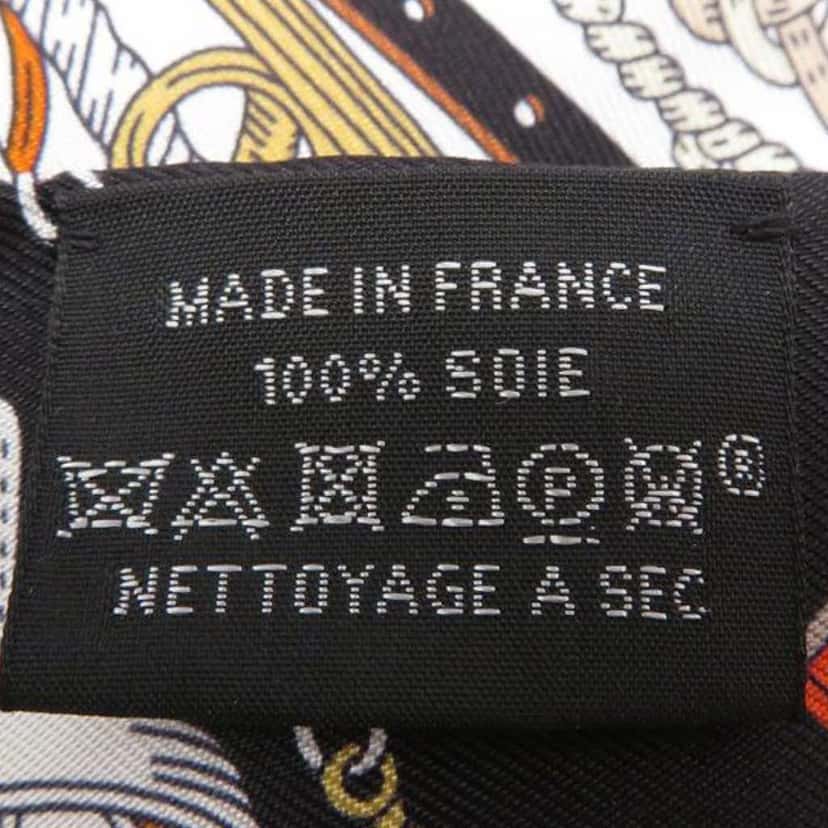 MADE IN FRANCE
100% SOIE
P W ®
NETTOYAGE A SEC